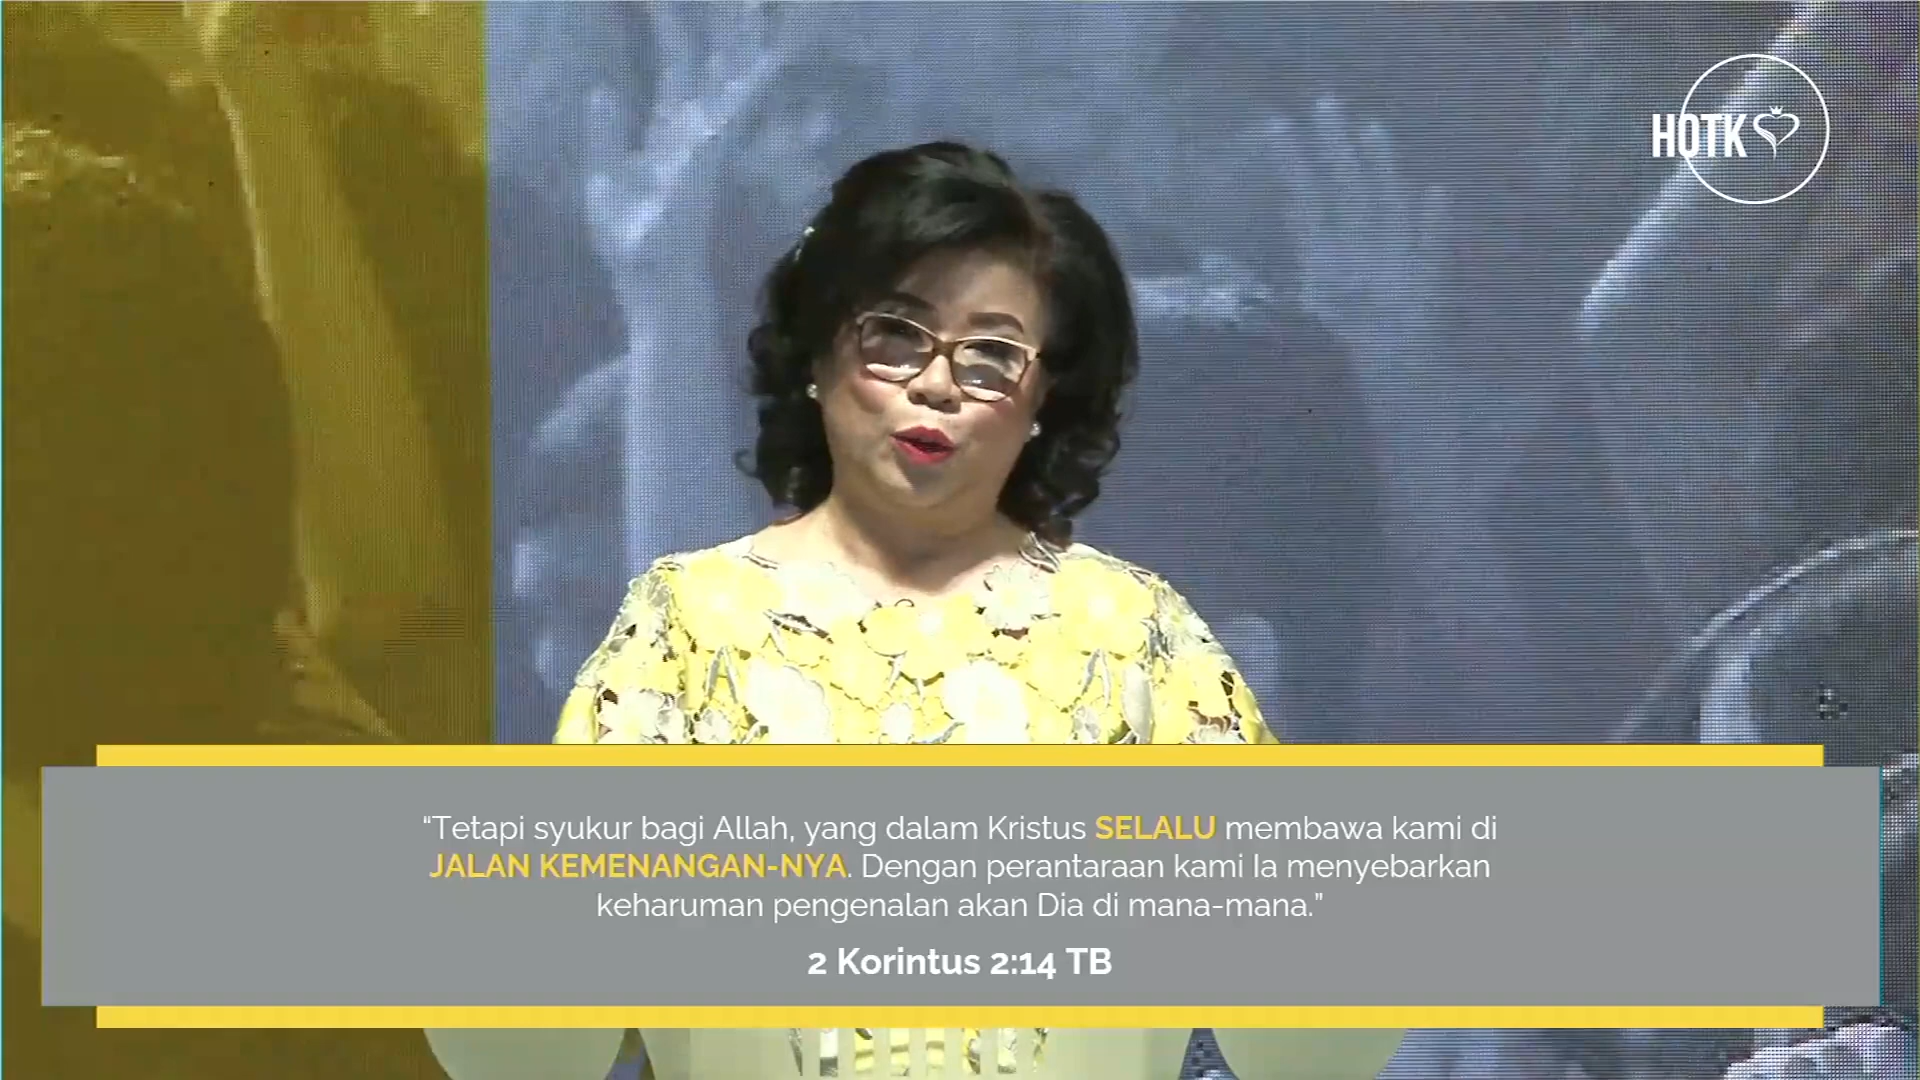 HOTK
“Tetapi syukur bagi Allah, yang dalam Kristus SELALU membawa kami di
JALAN KEMENANGAN-NYA. Dengan perantaraan kami Ia menyebarkan
keharuman pengenalan akan Dia di mana-mana.”
2 Korintus 2:14 TB